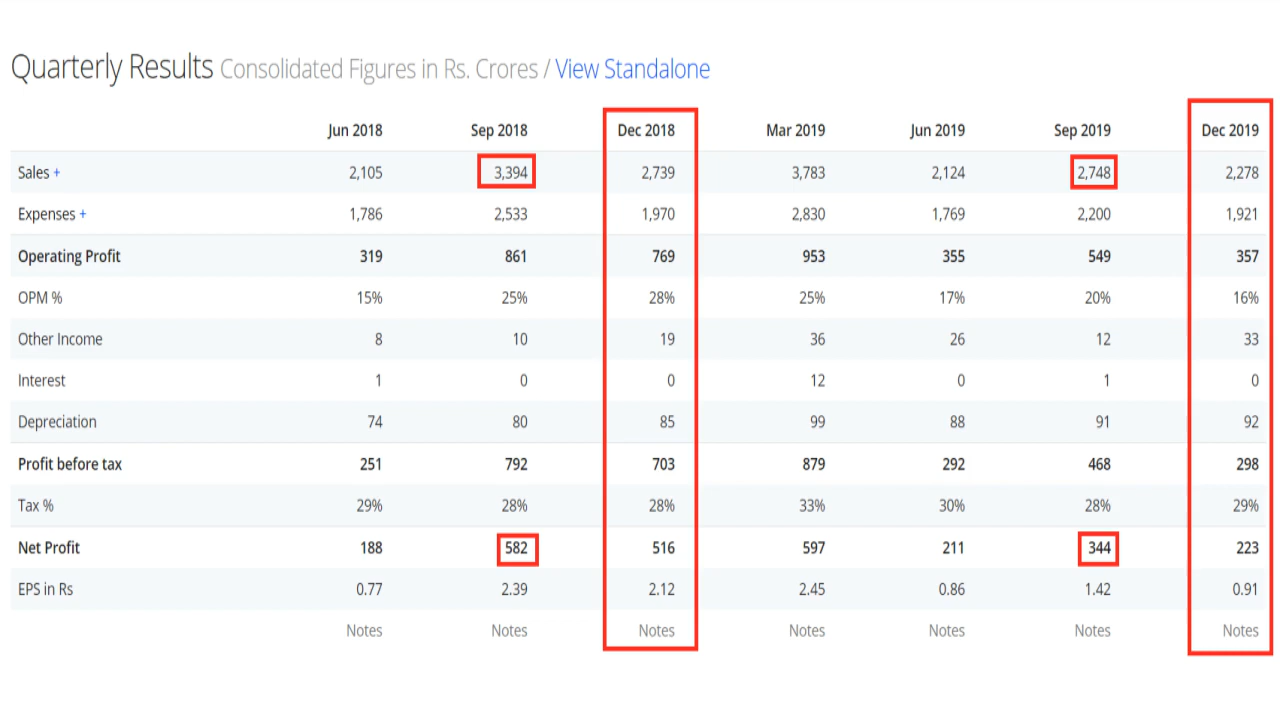 Quarterly Results Consolidated Figures in Rs. Crores / View Standalone
Jun 2018 Sep 2018 Dec 2018 Mar 2019 Jun 2019 Sep 2019 Dec 2019
Sales + 2,105 3,394 2,739 3,783 2,124 2,748 2,278
Expenses + 1,786 2,533 1,970 2,830 1,769 2,200 1,921
Operating Profit 319 861 769 953 355 549 357
OPM % 15% 25% 28% 25% 17% 20% 16%
Other Income 8 10 19 36 26 12 33
Interest 1 0 0 12 0 1 0
Depreciation 74 80 85 99 88 91 92
Profit before tax 251 792 703 879 292 468 298
Tax % 29% 28% 28% 33% 30% 28% 29%
Net Profit 188 582 516 597 211 344 223
EPS in Rs 0.77 2.39 2.12 2.45 0.86 1.42 0.91
Notes Notes Notes Notes Notes Notes Notes